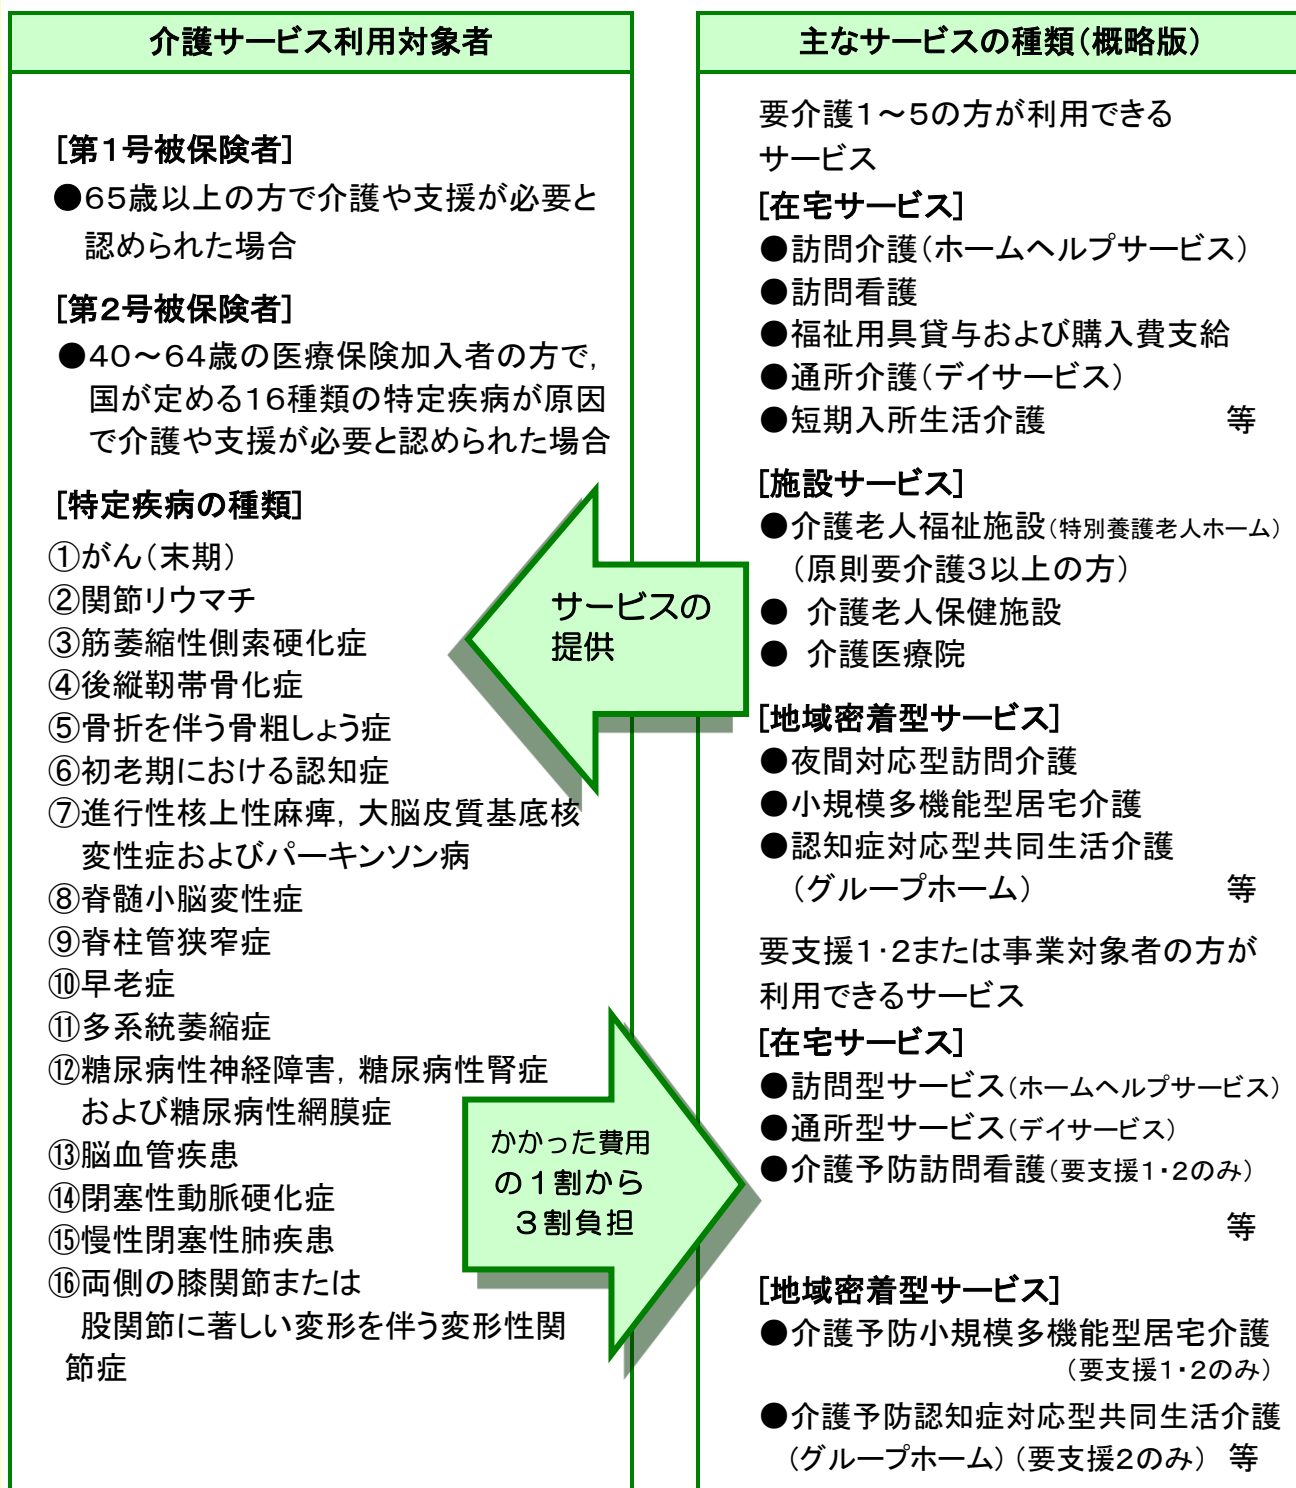 介護サービス利用対象者
[第1号被保険者]
●65歳以上の方で介護や支援が必要と
認められた場合
[第2号被保険者]
●40～64歳の医療保険加入者の方で，
国が定める16種類の特定疾病が原因
で介護や支援が必要と認められた場合
[特定疾病の種類]
①がん（末期）
②関節リウマチ
③筋萎縮性側索硬化症
④後縦靭帯骨化症
⑤骨折を伴う骨粗しょう症
⑥初老期における認知症
⑦進行性核上性麻痺，大脳皮質基底核
変性症およびパーキンソン病
⑧脊髄小脳変性症
⑨脊柱管狭窄症
⑩早老症
⑪多系統萎縮症
⑫糖尿病性神経障害，糖尿病性腎症
および糖尿病性網膜症
⑬脳血管疾患
⑭閉塞性動脈硬化症
⑮慢性閉塞性肺疾患
⑯両側の膝関節または
股関節に著しい変形を伴う変形性関
節症
サービスの
提供
かかった費用
の１割から
３割負担
主なサービスの種類（概略版）
要介護1～5の方が利用できる
サービス
[在宅サービス]
●訪問介護（ホームヘルプサービス）
●訪問看護
●福祉用具貸与および購入費支給
●通所介護（デイサービス）
●短期入所生活介護　等
[施設サービス]
●介護老人福祉施設（特別養護老人ホーム）
（原則要介護3以上の方）
● 介護老人保健施設
● 介護医療院
[地域密着型サービス]
●夜間対応型訪問介護
●小規模多機能型居宅介護
●認知症対応型共同生活介護
（グループホーム）　等
要支援1・2または事業対象者の方が
利用できるサービス
[在宅サービス]
●訪問型サービス（ホームヘルプサービス）
●通所型サービス（デイサービス）
●介護予防訪問看護（要支援1・2のみ）
等
[地域密着型サービス]
●介護予防小規模多機能型居宅介護
（要支援1・2のみ）
●介護予防認知症対応型共同生活介護
（グループホーム）（要支援2のみ）　等